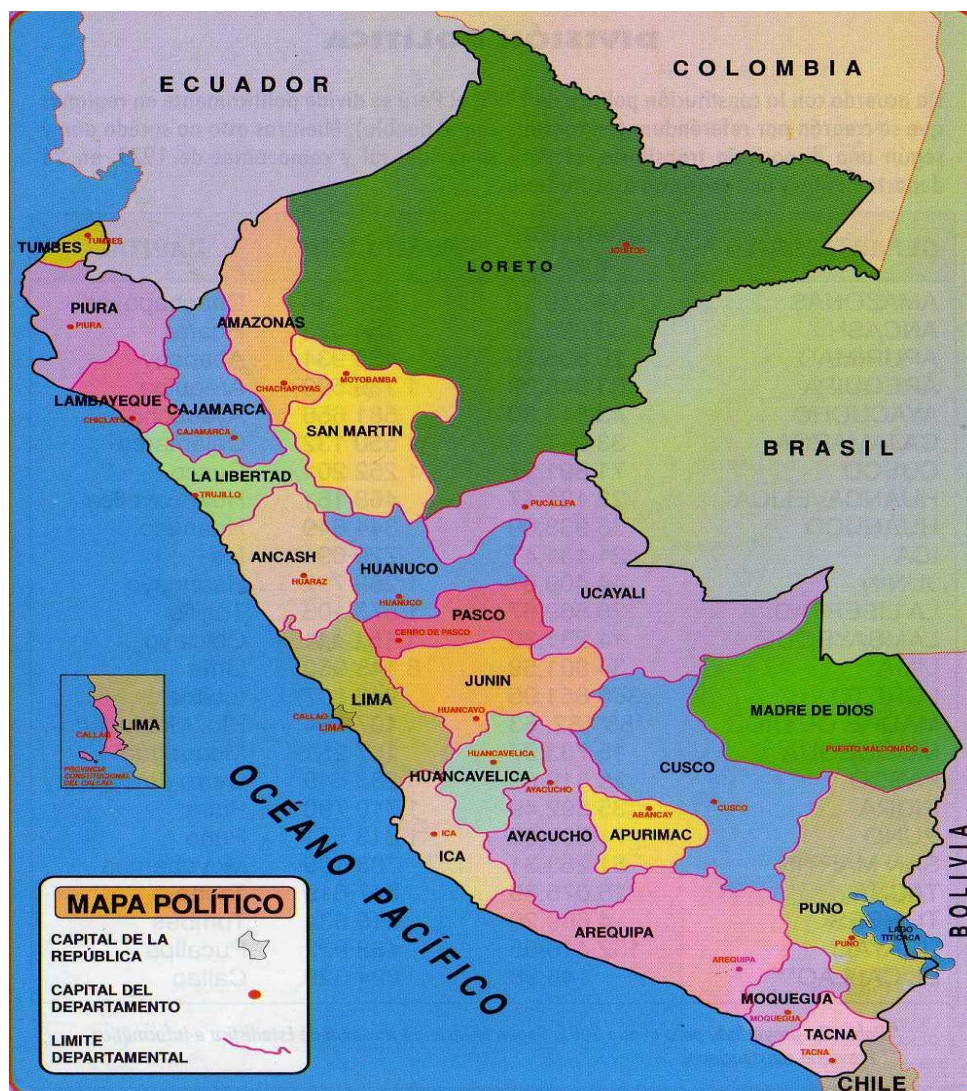 ECUADOR
COLOMBIA
TUMBES
TUMBES
IQUITOS
LORETO
PIURA
PIURA
AMAZONAS
CHACHAPOYAS
MOYOBAMBA
LAMBAYEQUE
CHICLAYO
CAJAMARCA
CAJAMARCA
SAN MARTIN
BRASIL
LA LIBERTAD
TRUJILLO
PUCALLPA
ANCASH
HUARAZ
HUANUCO
HUANUCO
UCAYALI
PASCO
CERRO DE PASCO
JUNIN
HUANCAYO
LIMA
CALLAO
LIMA
LIMA
CALLAO
PROVINCIA
CONSTITUCIONAL
DEL CALLAO
MADRE DE DIOS
PUERTO MALDONADO
HUANCAVELICA
CUSCO
CUSCO
AYACUCHO
AYACUCHO
ABANCAY
APURIMAC
ICA
ICA
BOLIVIA
OCÉANO PACÍFICO
PUNO
PUNO
LAGO
TITICACA
AREQUIPA
AREQUIPA
MOQUEGUA
MOQUEGUA
TACNA
TACNA
CHILE
MAPA POLÍTICO
CAPITAL DE LA
REPÚBLICA
CAPITAL DEL
DEPARTAMENTO
LIMITE
DEPARTAMENTAL